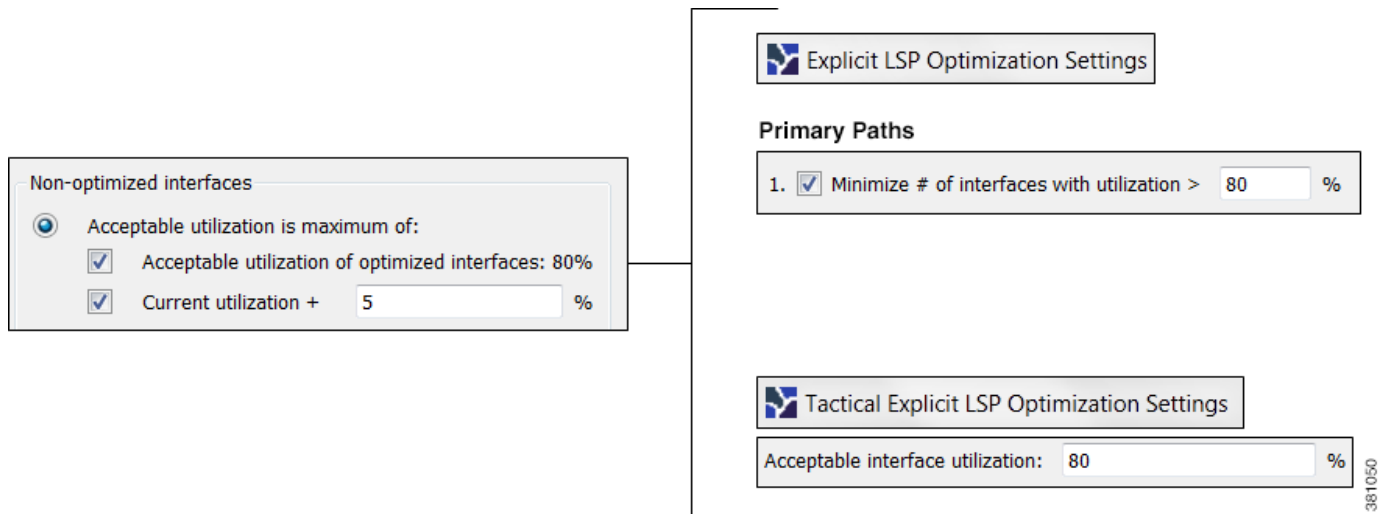 Non-optimized interfaces
Acceptable utilization is maximum of:
Acceptable utilization of optimized interfaces: 80%
Current utilization + 5 %
Explicit LSP Optimization Settings
Primary Paths
1. Minimize # of interfaces with utilization > 80 %
Tactical Explicit LSP Optimization Settings
Acceptable interface utilization: 80 %
381050